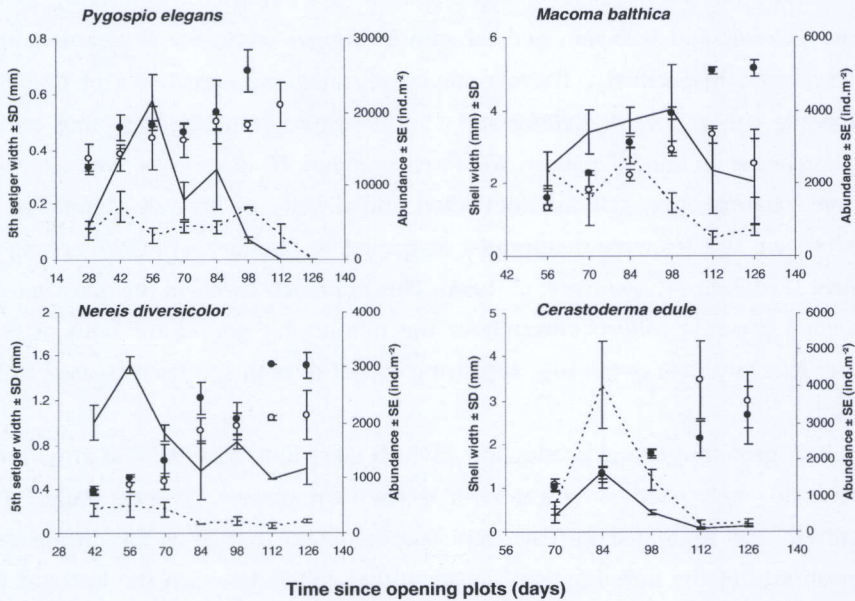 Pygospio elegans
5th setiger width ± SD (mm)
0.8
0.6
0.4
0.2
0
14 28 42 56 70 84 98 112 126 140
30000
20000
10000
0
Abundance ± SE (ind.m⁻²)
Macoma balthica
Shell width (mm) ± SD
6
4
2
0
42 56 70 84 98 112 126 140
6000
4000
2000
0
Abundance ± SE (ind.m⁻²)
Nereis diversicolor
5th setiger width ± SD (mm)
2
1.6
1.2
0.8
0.4
0
28 42 56 70 84 98 112 126 140
4000
3000
2000
1000
0
Abundance ± SE (ind.m⁻²)
Cerastoderma edule
Shell width ± SD (mm)
5
4
3
2
1
0
56 70 84 98 112 126 140
6000
5000
4000
3000
2000
1000
0
Abundance ± SE (ind.m⁻²)
Time since opening plots (days)